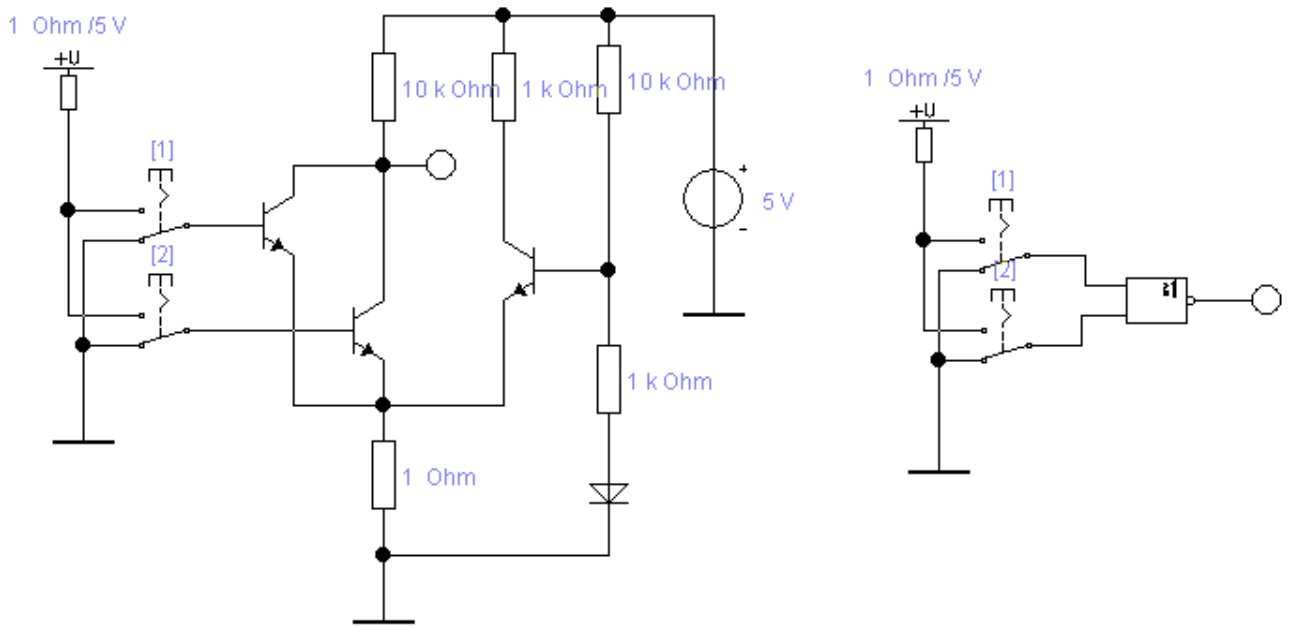 1 Ohm /5 V
+U
10 k Ohm
1 k Ohm
10 k Ohm
[1]
[2]
+
5 V
-
1 k Ohm
1 Ohm
1 Ohm /5 V
+U
[1]
[2]
≥1